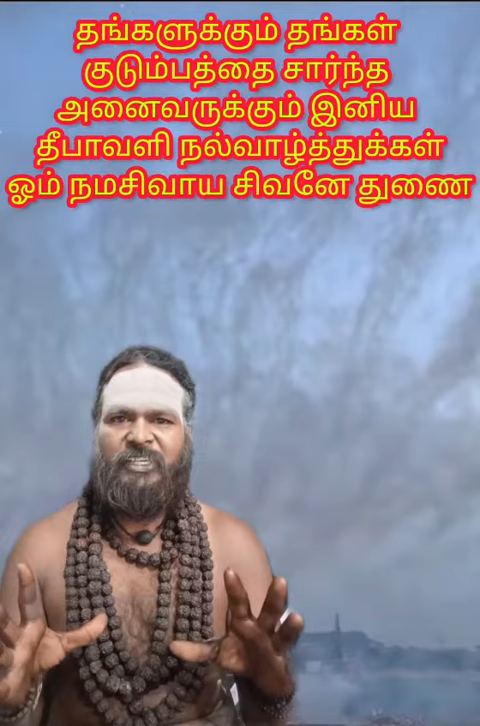 தங்களுக்கும் தங்கள்
குடும்பத்தை சார்ந்த
அனைவருக்கும் இனிய
தீபாவளி நல்வாழ்த்துக்கள்
ஓம் நமசிவாய சிவனே துணை